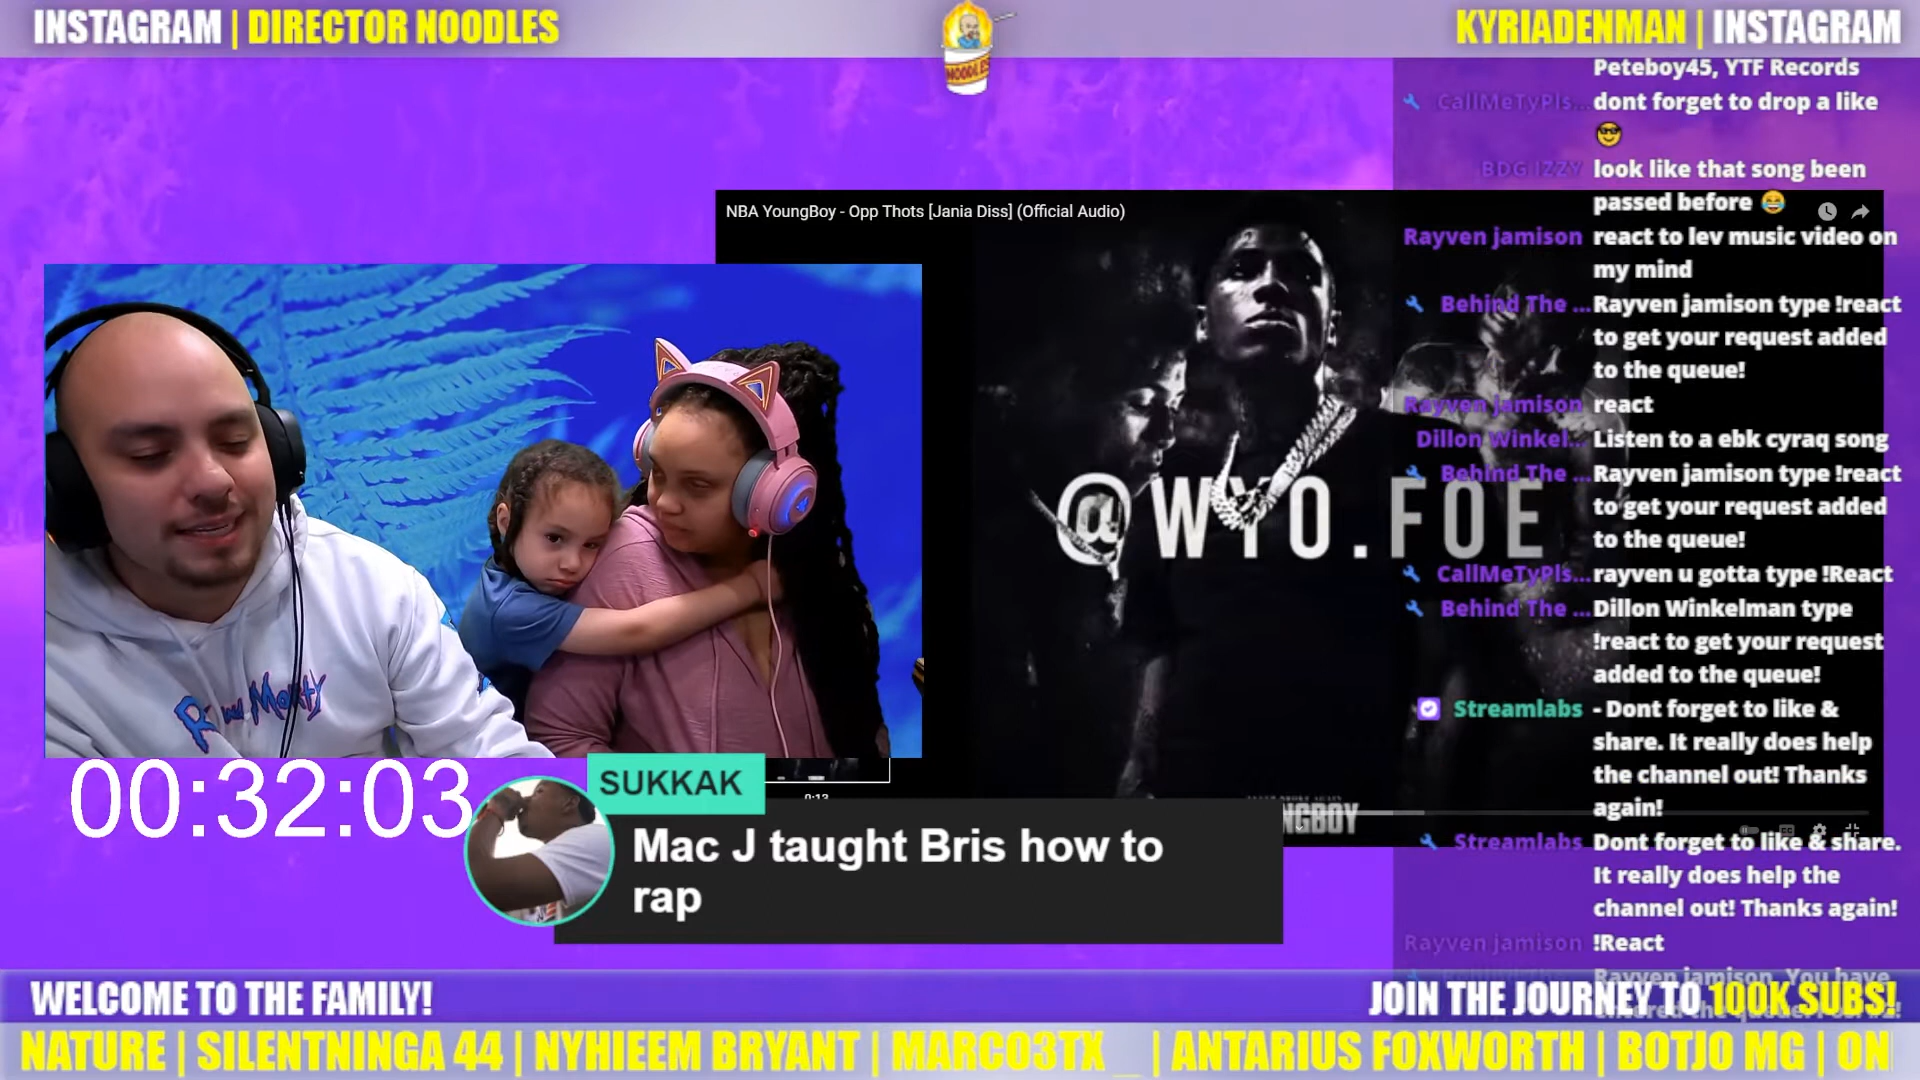 INSTAGRAM | DIRECTOR NOODLES
NOODLES
KYRIADENMAN | INSTAGRAM
Peteboy45, YTF Records
CallMeTyPls... dont forget to drop a like
😎
BDG IZZY look like that song been
passed before 😂
NBA YoungBoy - Opp Thots [Jania Diss] (Official Audio)
Rayven jamison react to lev music video on
my mind
Behind The ... Rayven jamison type !react
to get your request added
to the queue!
Rayven jamison react
Dillon Winkel... Listen to a ebk cyraq song
Behind The ... Rayven jamison type !react
to get your request added
to the queue!
@WYO.FOE
CallMeTyPls... rayven u gotta type !React
Behind The ... Dillon Winkelman type
!react to get your request
added to the queue!
Streamlabs - Dont forget to like &
share. It really does help
the channel out! Thanks
again!
Streamlabs Dont forget to like & share.
It really does help the
channel out! Thanks again!
Rayven jamison !React
Rayven jamison, You have
00:32:03
0:13
NGBOY
SUKKAK
Mac J taught Bris how to
rap
WELCOME TO THE FAMILY!
JOIN THE JOURNEY TO 100K SUBS!
NATURE | SILENTNINGA 44 | NYHIEEM BRYANT | MARCO3TX _ | ANTARIUS FOXWORTH | BOTJO MG | ON